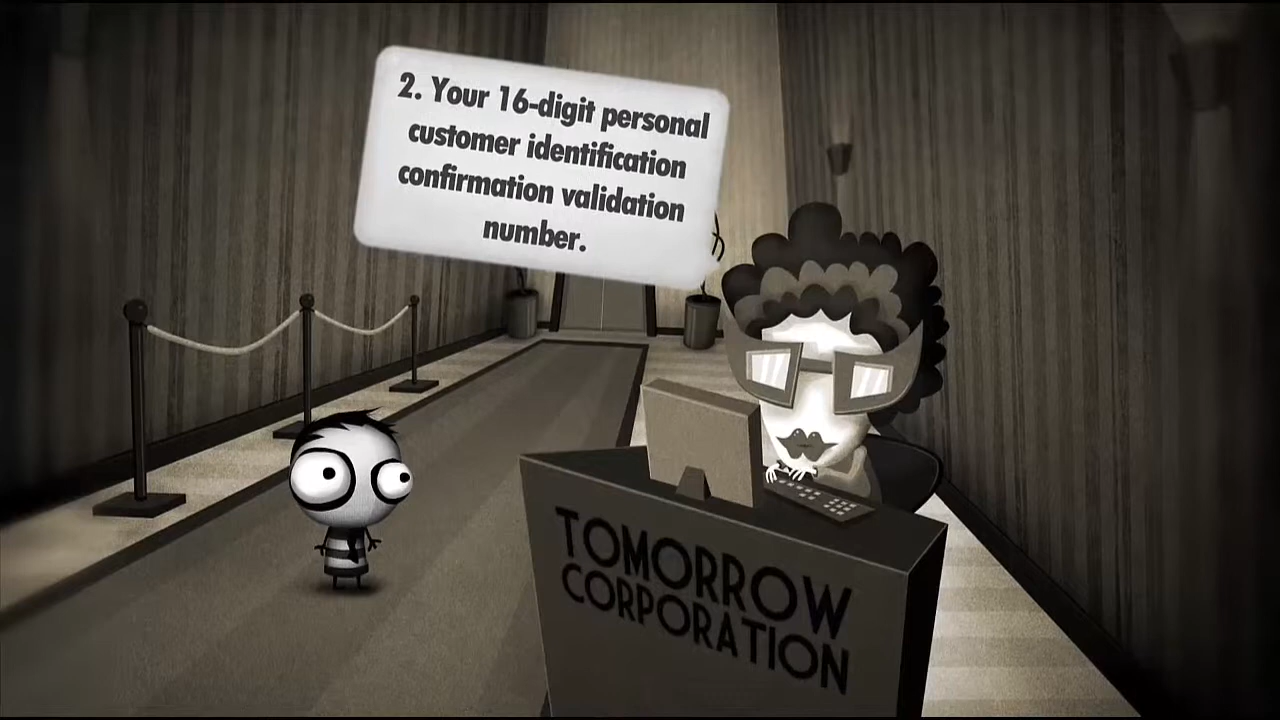 2. Your 16-digit personal
customer identification
confirmation validation
number.
TOMORROW
CORPORATION